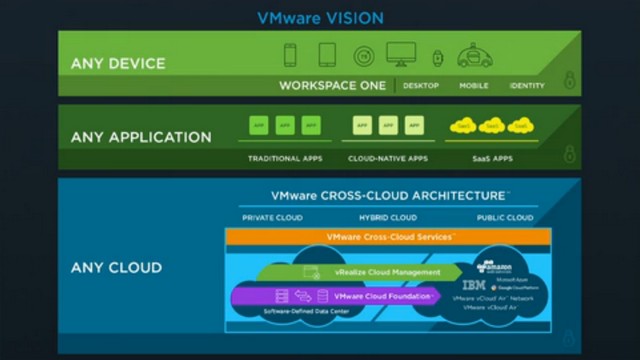 VMware VISION
ANY DEVICE
WORKSPACE ONE
DESKTOP
MOBILE
IDENTITY
ANY APPLICATION
APP APP APP
APP APP APP
SaaS SaaS SaaS
TRADITIONAL APPS
CLOUD-NATIVE APPS
SaaS APPS
VMware CROSS-CLOUD ARCHITECTURE™
PRIVATE CLOUD
HYBRID CLOUD
PUBLIC CLOUD
VMware Cross-Cloud Services™
ANY CLOUD
vRealize Cloud Management
VMware Cloud Foundation™
Software-Defined Data Center
amazon
Microsoft Azure
IBM
Google Cloud Platform
VMware vCloud Air Network
VMware vCloud Air